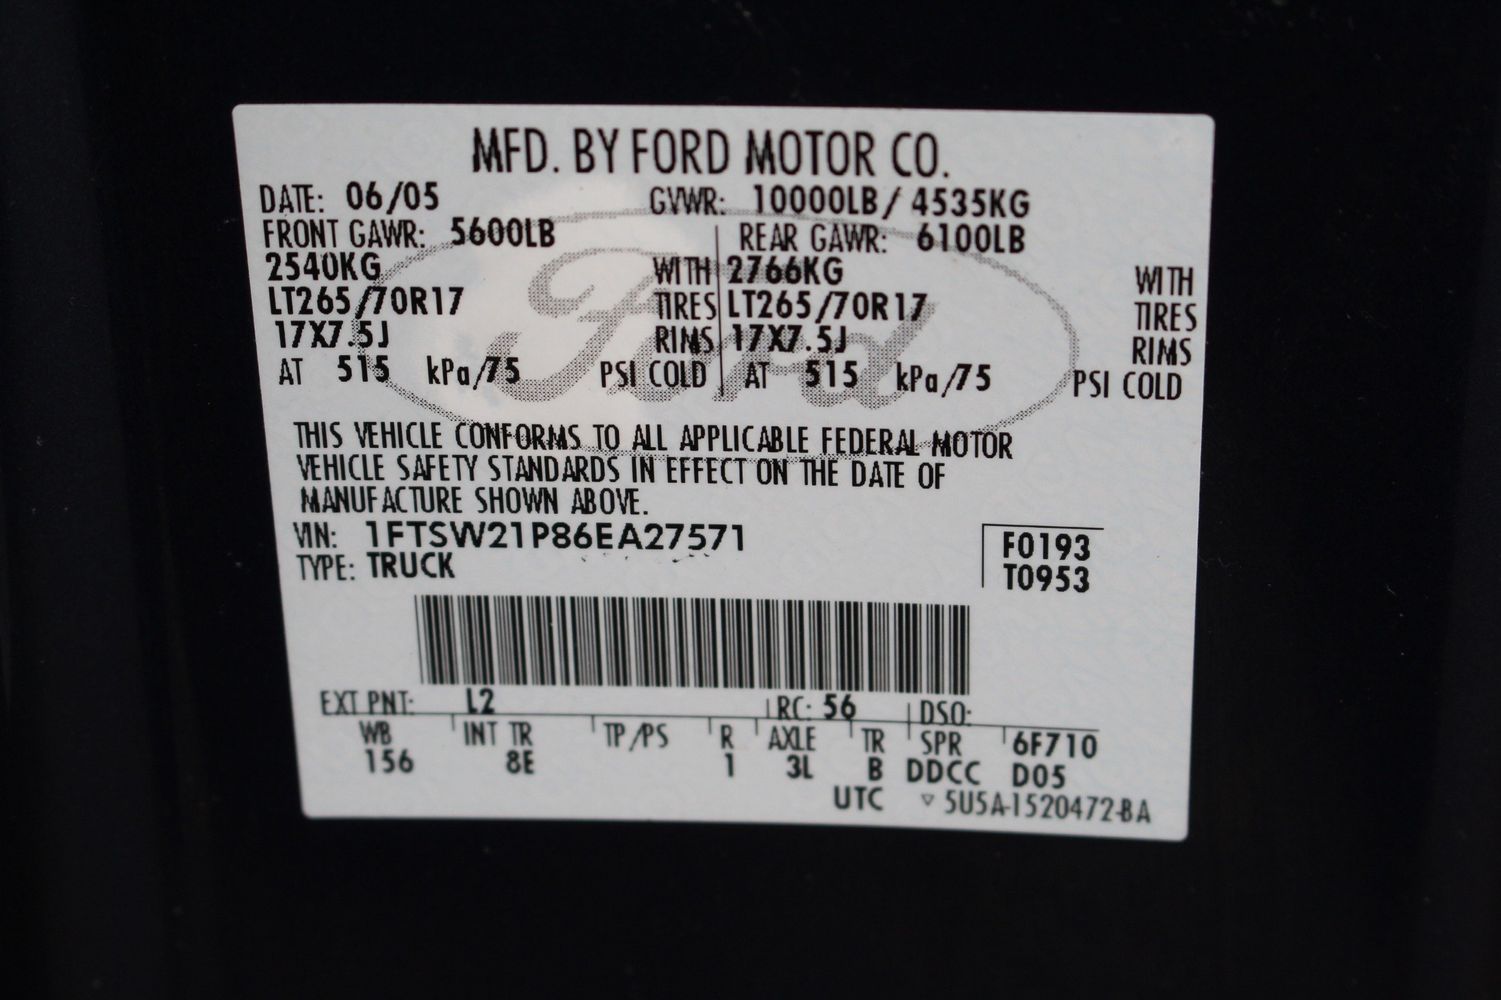 MFD. BY FORD MOTOR CO.
DATE: 06/05 GVWR: 10000LB/ 4535KG
FRONT GAWR: 5600LB REAR GAWR: 6100LB
2540KG WITH 2766KG WITH
LT265/70R17 TIRES LT265/70R17 TIRES
17X7.5J RIMS 17X7.5J RIMS
AT 515 kPa/75 PSI COLD AT 515 kPa/75 PSI COLD
Ford
THIS VEHICLE CONFORMS TO ALL APPLICABLE FEDERAL MOTOR
VEHICLE SAFETY STANDARDS IN EFFECT ON THE DATE OF
MANUFACTURE SHOWN ABOVE.
VIN: 1FTSW21P86EA27571 F0193
TYPE: TRUCK T0953
EXT PNT: L2 RC: 56 DSO:
WB INT TR TP/PS R AXLE TR SPR 6F710
156 8E 1 3L B DDCC D05
UTC ▽ 5U5A-1520472-BA